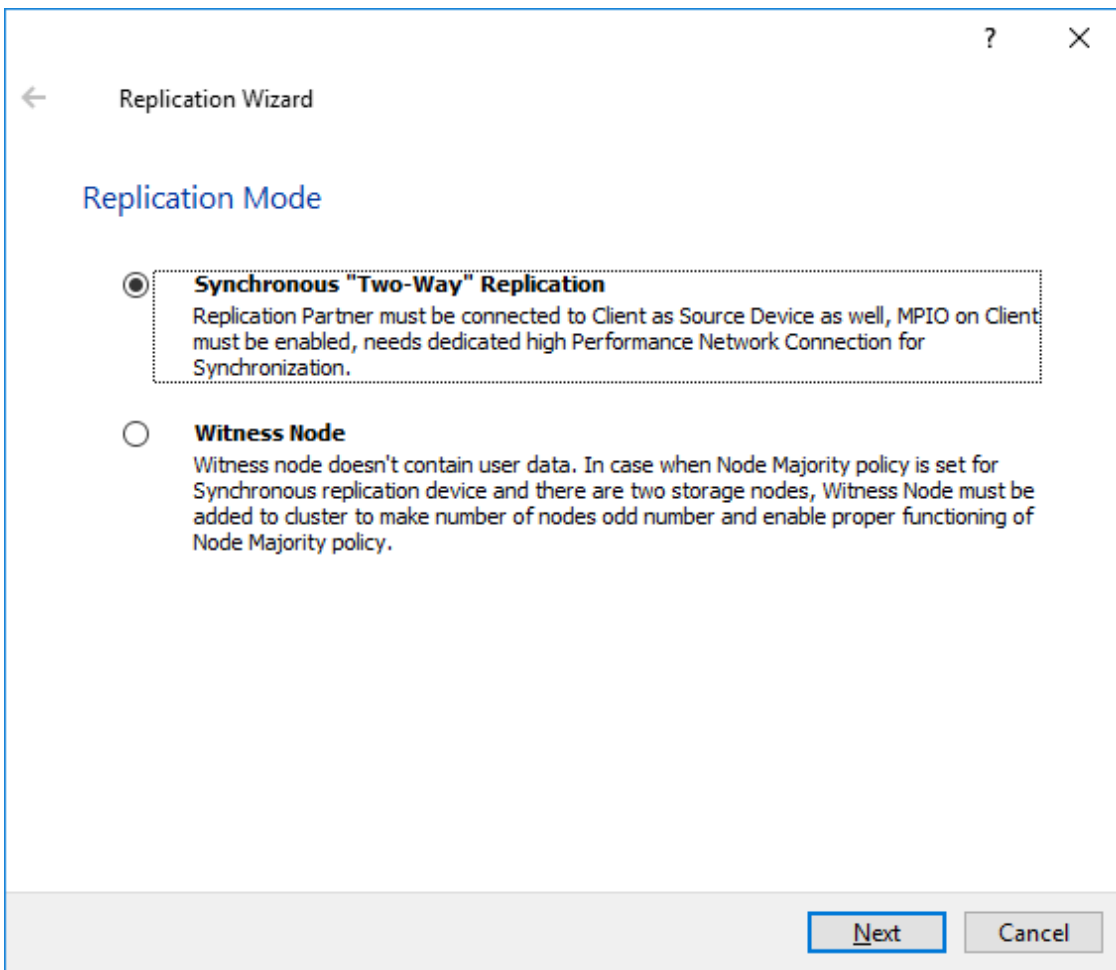 ?
Replication Wizard
Replication Mode
Synchronous "Two-Way" Replication
Replication Partner must be connected to Client as Source Device as well, MPIO on Client
must be enabled, needs dedicated high Performance Network Connection for
Synchronization.
Witness Node
Witness node doesn't contain user data. In case when Node Majority policy is set for
Synchronous replication device and there are two storage nodes, Witness Node must be
added to cluster to make number of nodes odd number and enable proper functioning of
Node Majority policy.
Next Cancel